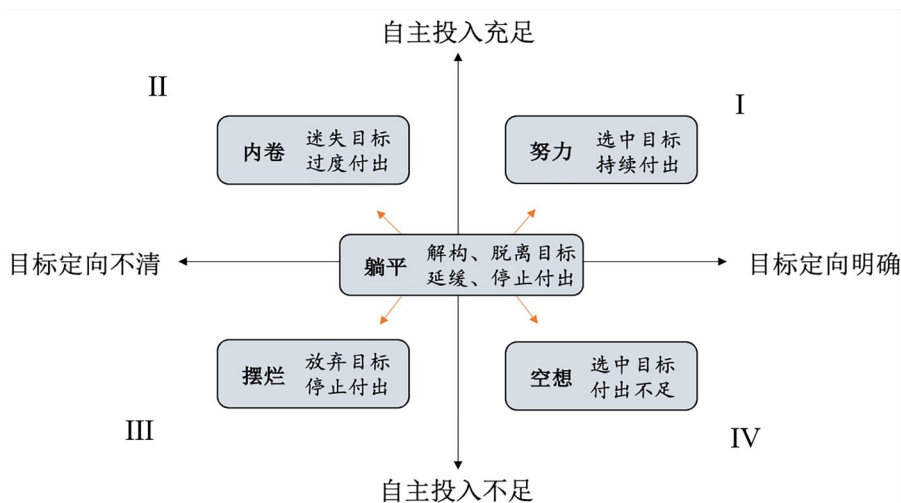 自主投入充足
II
I
内卷
迷失目标
过度付出
努力
选中目标
持续付出
目标定向不清
躺平
解构、脱离目标
延缓、停止付出
目标定向明确
摆烂
放弃目标
停止付出
空想
选中目标
付出不足
III
IV
自主投入不足